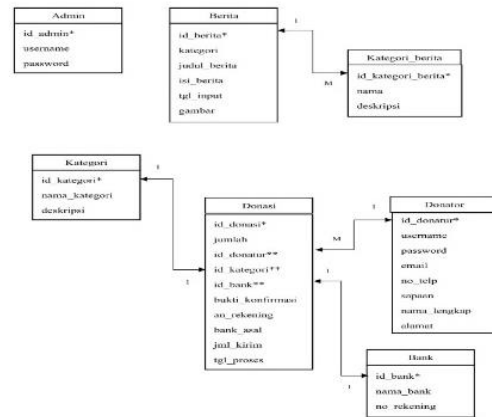 Admin
id_admin*
username
password
Berita
id_berita*
kategori
judul_berita
isi_berita
tgl_input
gambar
1
M
Kategori_berita
id_kategori_berita*
nama
deskripsi
Kategori
id_kategori*
nama_kategori
deskripsi
1
1
Donasi
id_donasi*
jumlah
id_donatur**
id_kategori**
id_bank**
bukti_konfirmasi
an_rekening
bank_asal
jml_kirim
tgl_proses
1
M
1
1
Donator
id_donatur*
username
password
email
no_telp
sapaan
nama_lengkap
alamat
Bank
id_bank*
nama_bank
no_rekening